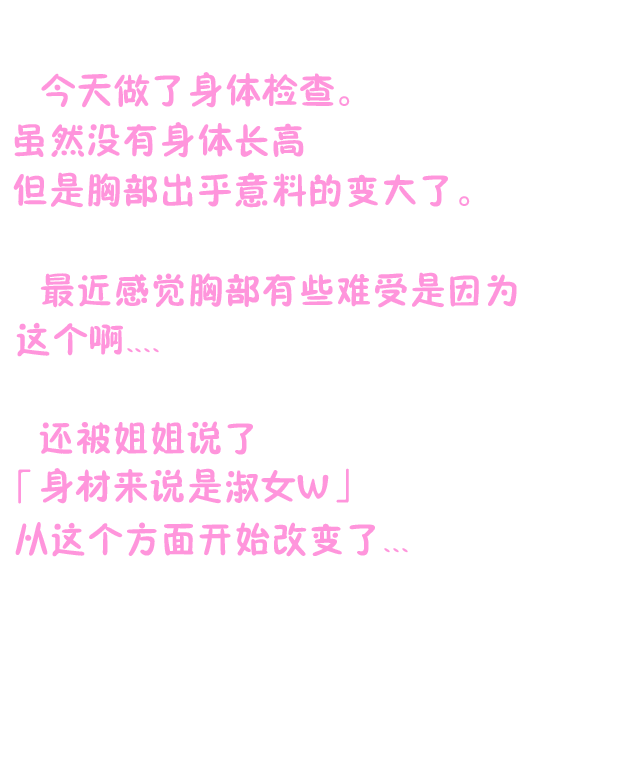 今天做了身体检查。
虽然没有身体长高
但是胸部出乎意料的变大了。
最近感觉胸部有些难受是因为
这个啊....
还被姐姐说了
「身材来说是淑女W」
从这个方面开始改变了...